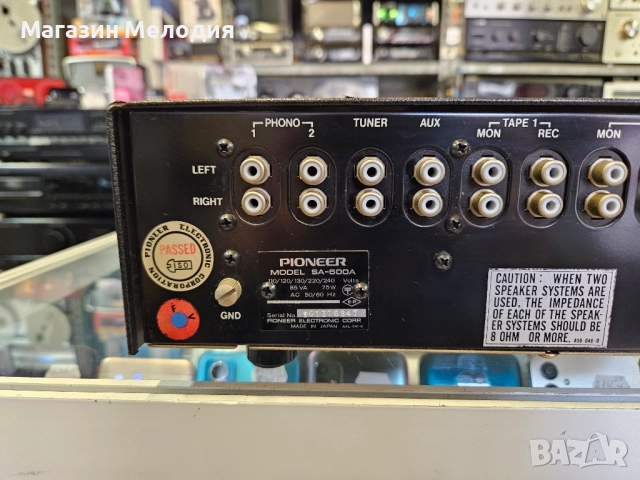 Магазин Мелодия
PHONO
1 2
TUNER
AUX
TAPE 1
MON REC
MON
LEFT
RIGHT
PIONEER ELECTRONIC CORPORATION
PASSED
GND
PIONEER
MODEL SA-500A
110/120/130/220/240 Volts
85 VA 75 W
AC 50/60 Hz
Serial No.
PIONEER ELECTRONIC CORP.
MADE IN JAPAN
CAUTION: WHEN TWO
SPEAKER SYSTEMS ARE
USED, THE IMPEDANCE
OF EACH OF THE SPEAK-
ER SYSTEMS SHOULD BE
8 OHM OR MORE.
bazar